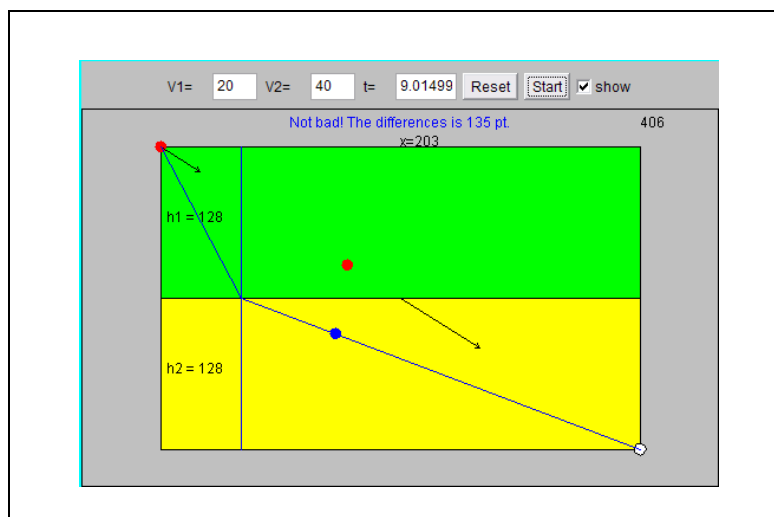 V1= 20 V2= 40 t= 9.01499 Reset Start show
Not bad! The differences is 135 pt. 406
x=203
h1 = 128
h2 = 128